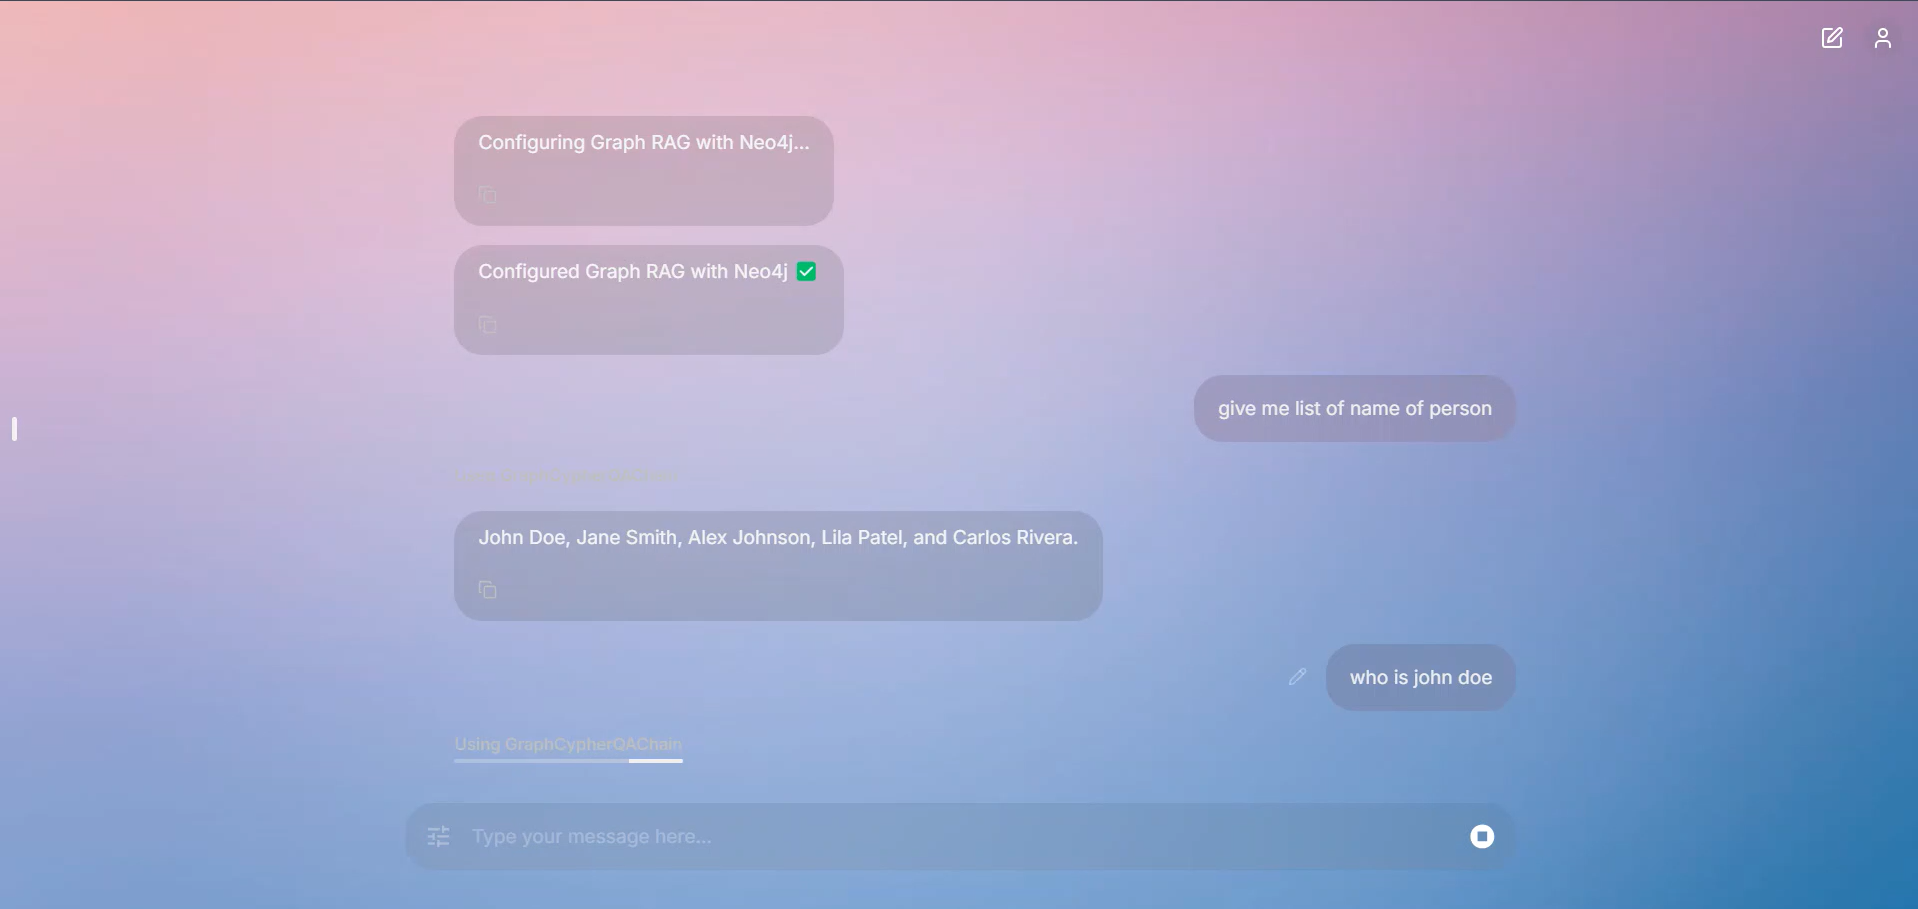 Configuring Graph RAG with Neo4j...
Configured Graph RAG with Neo4j ✅
give me list of name of person
Using GraphCypherQAChain
John Doe, Jane Smith, Alex Johnson, Lila Patel, and Carlos Rivera.
who is john doe
Using GraphCypherQAChain
Type your message here...